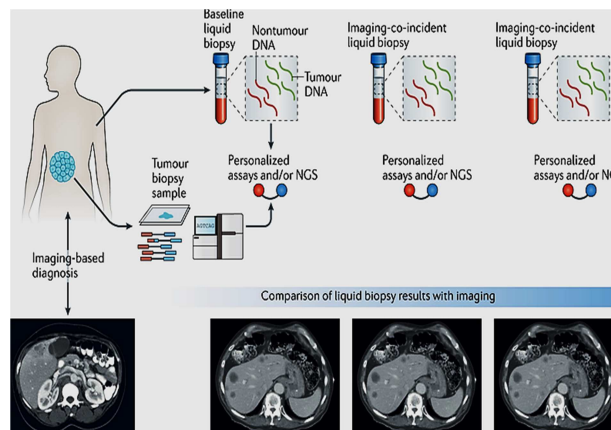 Baseline
liquid
biopsy
Nontumour
DNA
Tumour
DNA
Imaging-co-incident
liquid biopsy
Imaging-co-incident
liquid biopsy
Personalized
assays and/or NGS
Personalized
assays and/or NGS
Personalized
assays and/or NG
Tumour
biopsy
sample
AGTCAG
Imaging-based
diagnosis
Comparison of liquid biopsy results with imaging